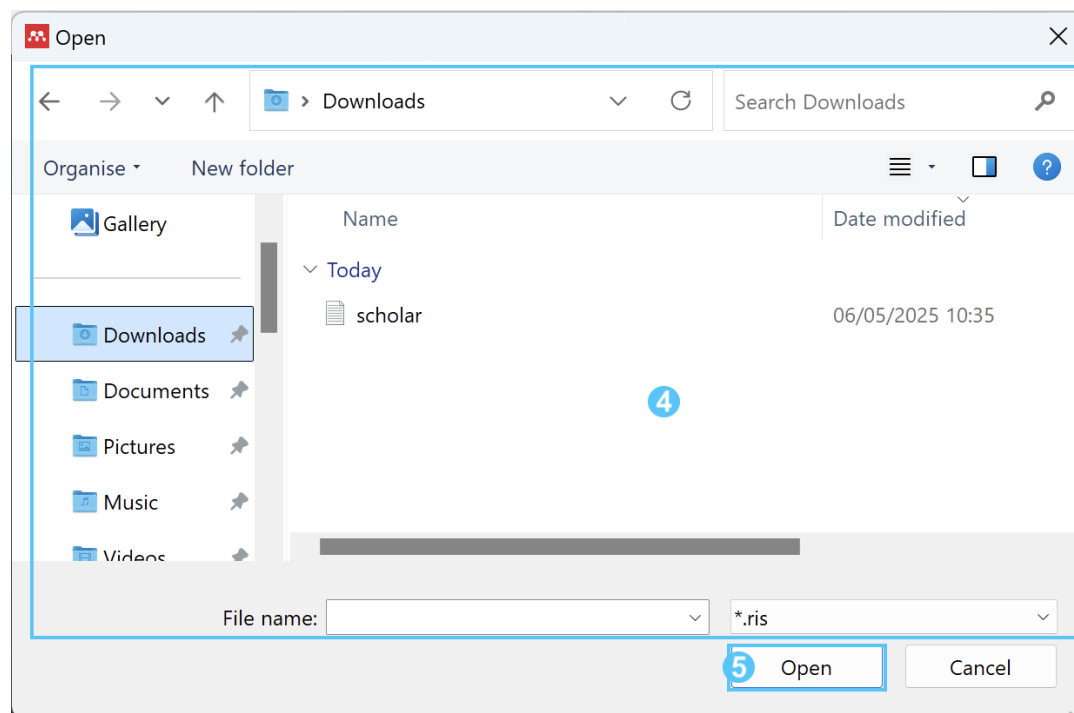 Open
Downloads
Search Downloads
Organise
New folder
?
Gallery
Name
Date modified
Today
scholar
06/05/2025 10:35
Downloads
Documents
4
Pictures
Music
Videos
File name:
*.ris
5
Open
Cancel